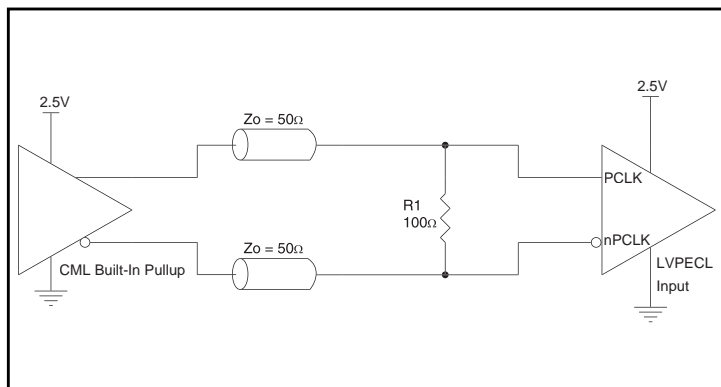 2.5V
2.5V
Zo = 50Ω
PCLK
R1
100Ω
nPCLK
CML Built-In Pullup
Zo = 50Ω
LVPECL
Input